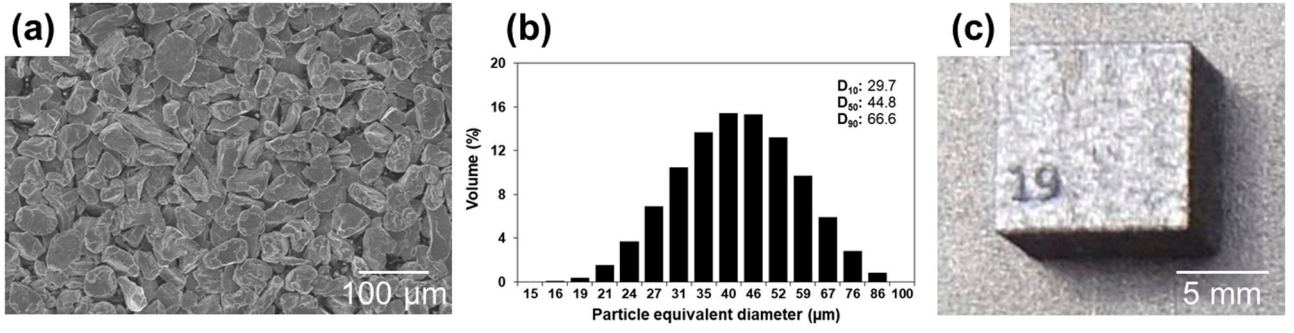 (a)
100 µm
(b)
20
16
12
8
4
0
Volume (%)
D10: 29.7
D50: 44.8
D90: 66.6
15 16 19 21 24 27 31 35 40 46 52 59 67 76 86 100
Particle equivalent diameter (µm)
(c)
19
5 mm